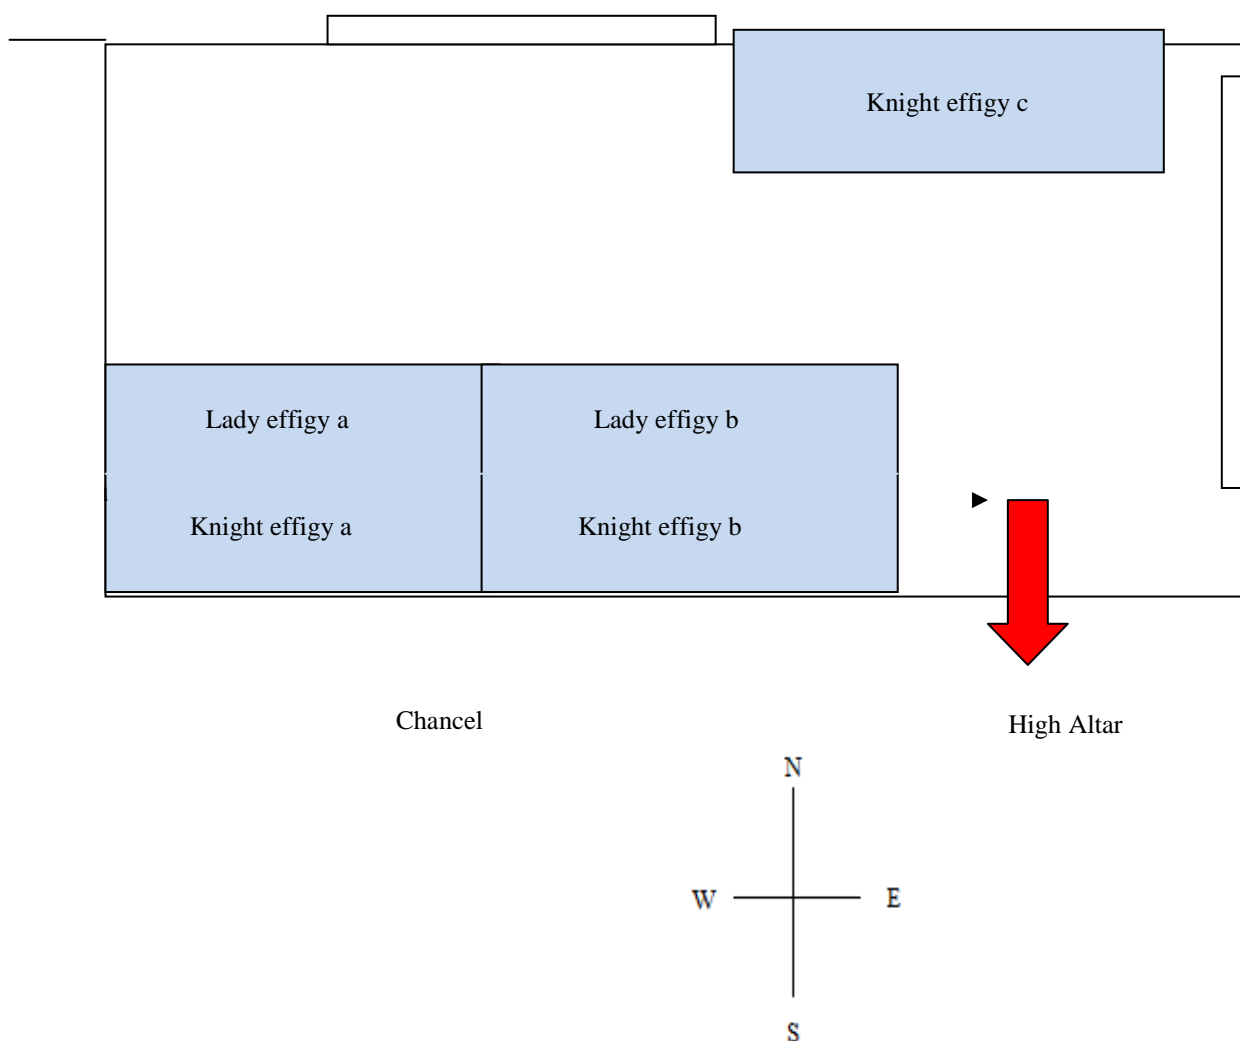 Knight effigy c
Lady effigy a
Lady effigy b
Knight effigy a
Knight effigy b
Chancel
High Altar
N
W
E
S